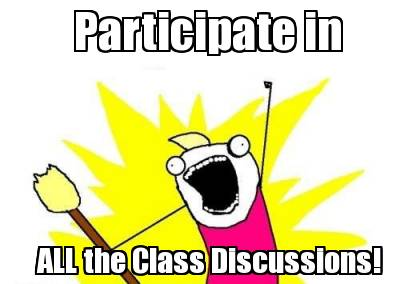 Participate in
ALL the Class Discussions!